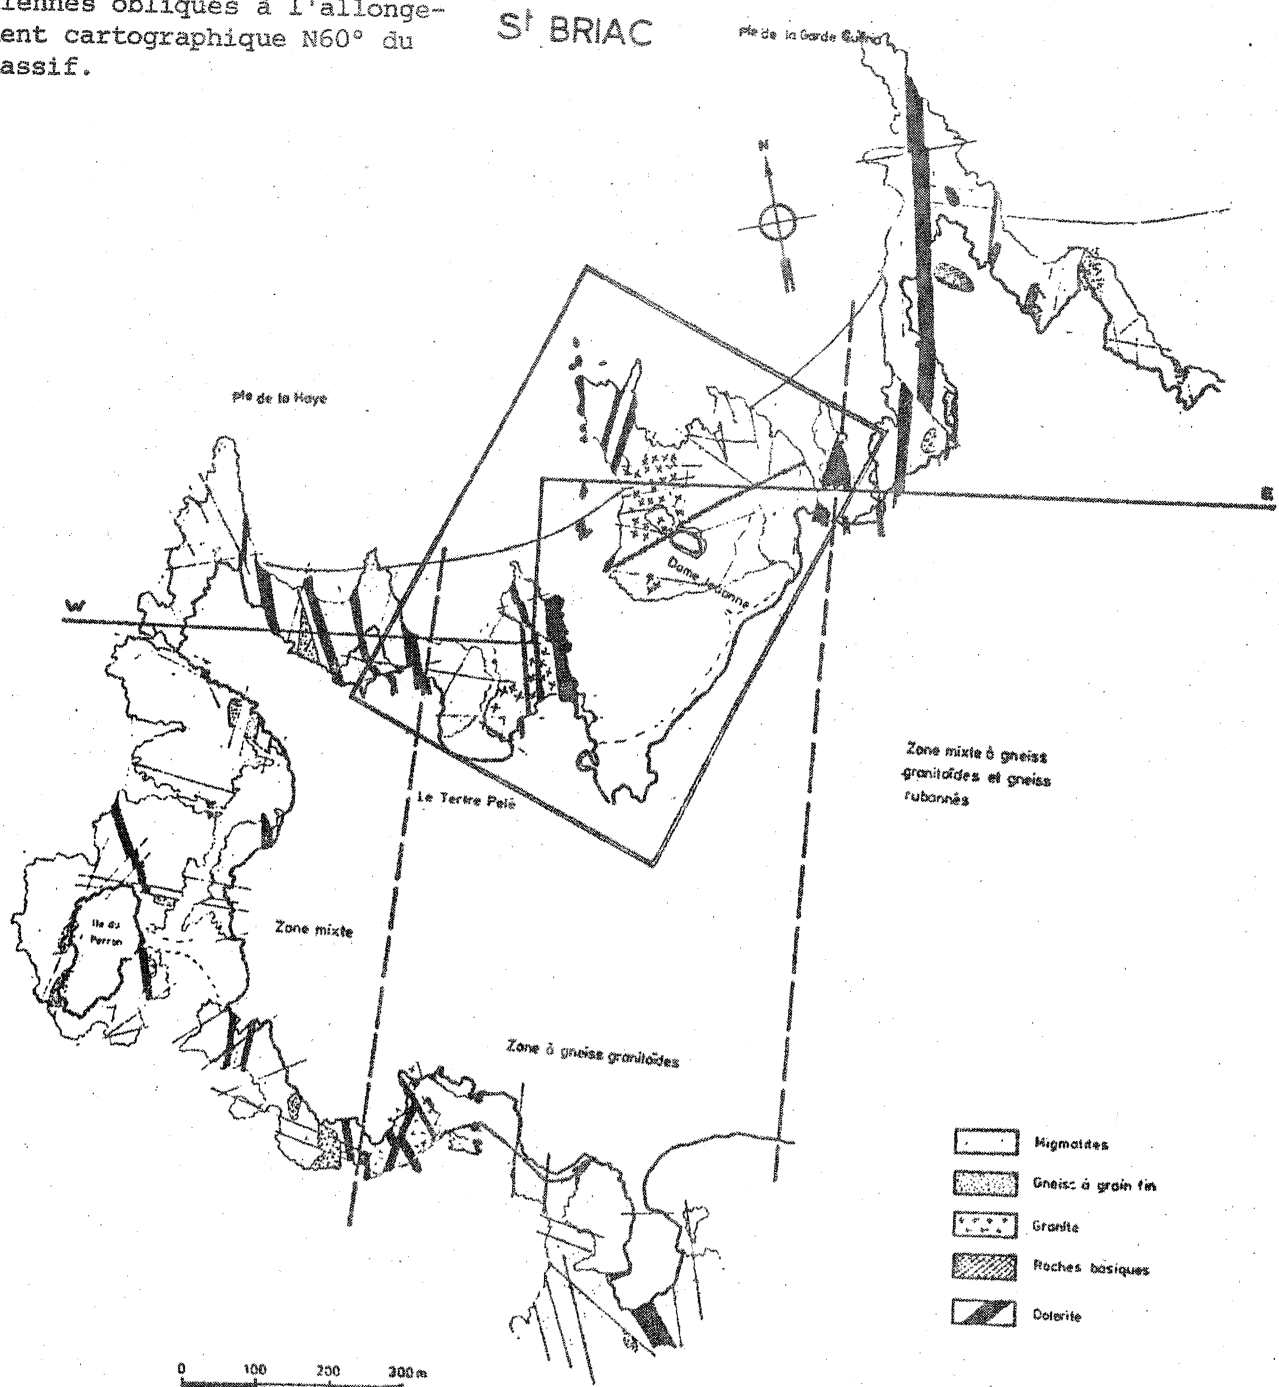 iennes obliques à l'allonge-
ent cartographique N60° du
assif.
St BRIAC
pte de la Garde Guérin
N
pte de la Haye
E
Dame Jouanne
W
Zone mixte à gneiss
granitoïdes et gneiss
rubannés
Le Tertre Pelé
Ile du
Perron
Zone mixte
Zone à gneiss granitoïdes
Migmatites
Gneiss à grain fin
Granite
Roches basiques
Dolerite
0 100 200 300m